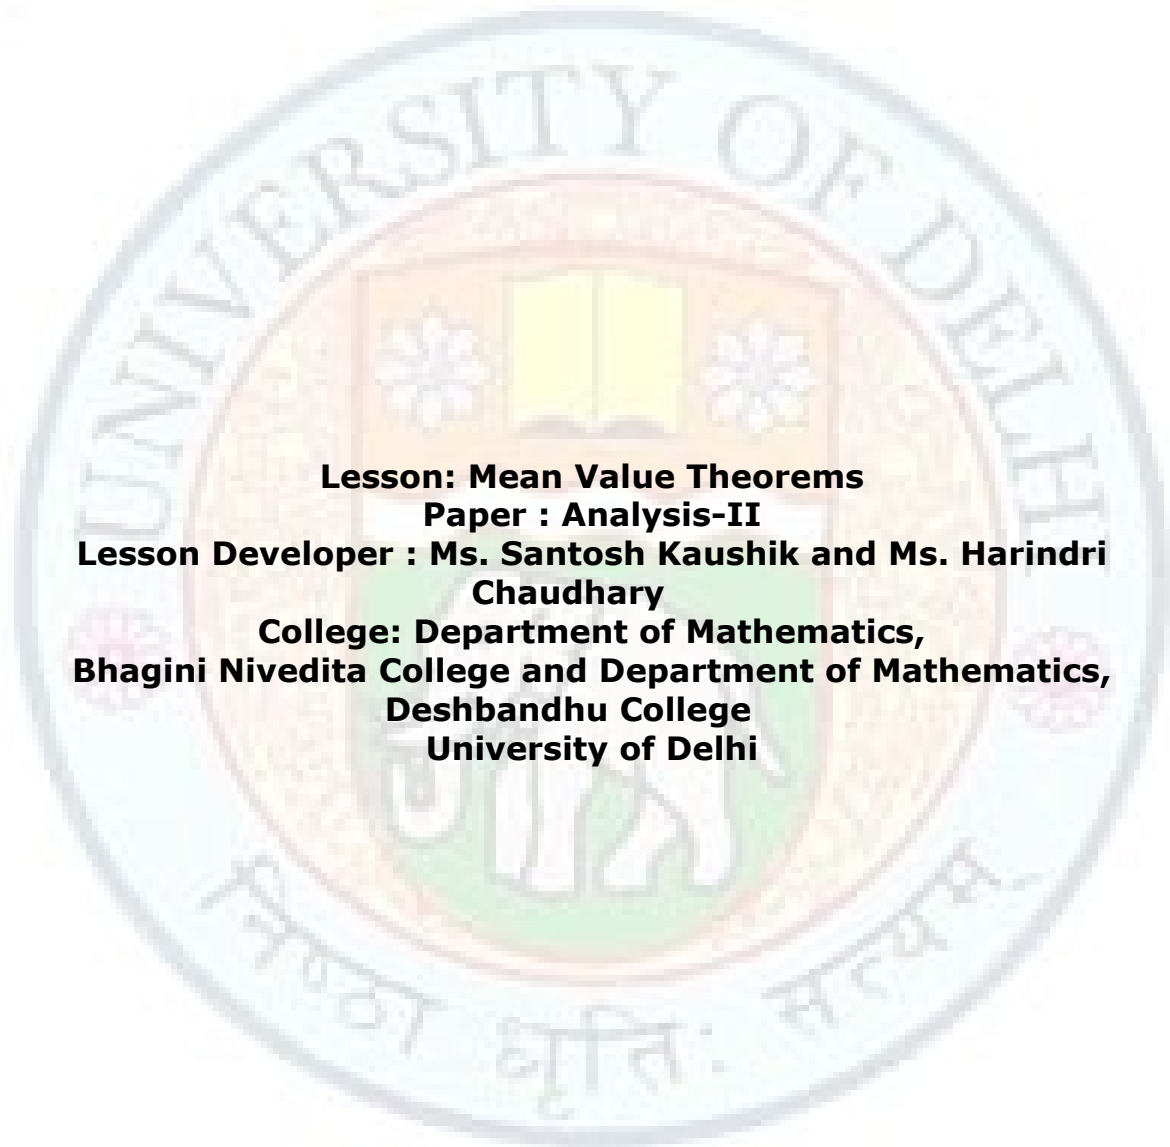 UNIVERSITY OF DELHI
Lesson: Mean Value Theorems
Paper : Analysis-II
Lesson Developer : Ms. Santosh Kaushik and Ms. Harindri
Chaudhary
College: Department of Mathematics,
Bhagini Nivedita College and Department of Mathematics,
Deshbandhu College
University of Delhi
निष्ठा धृति: सत्यम्